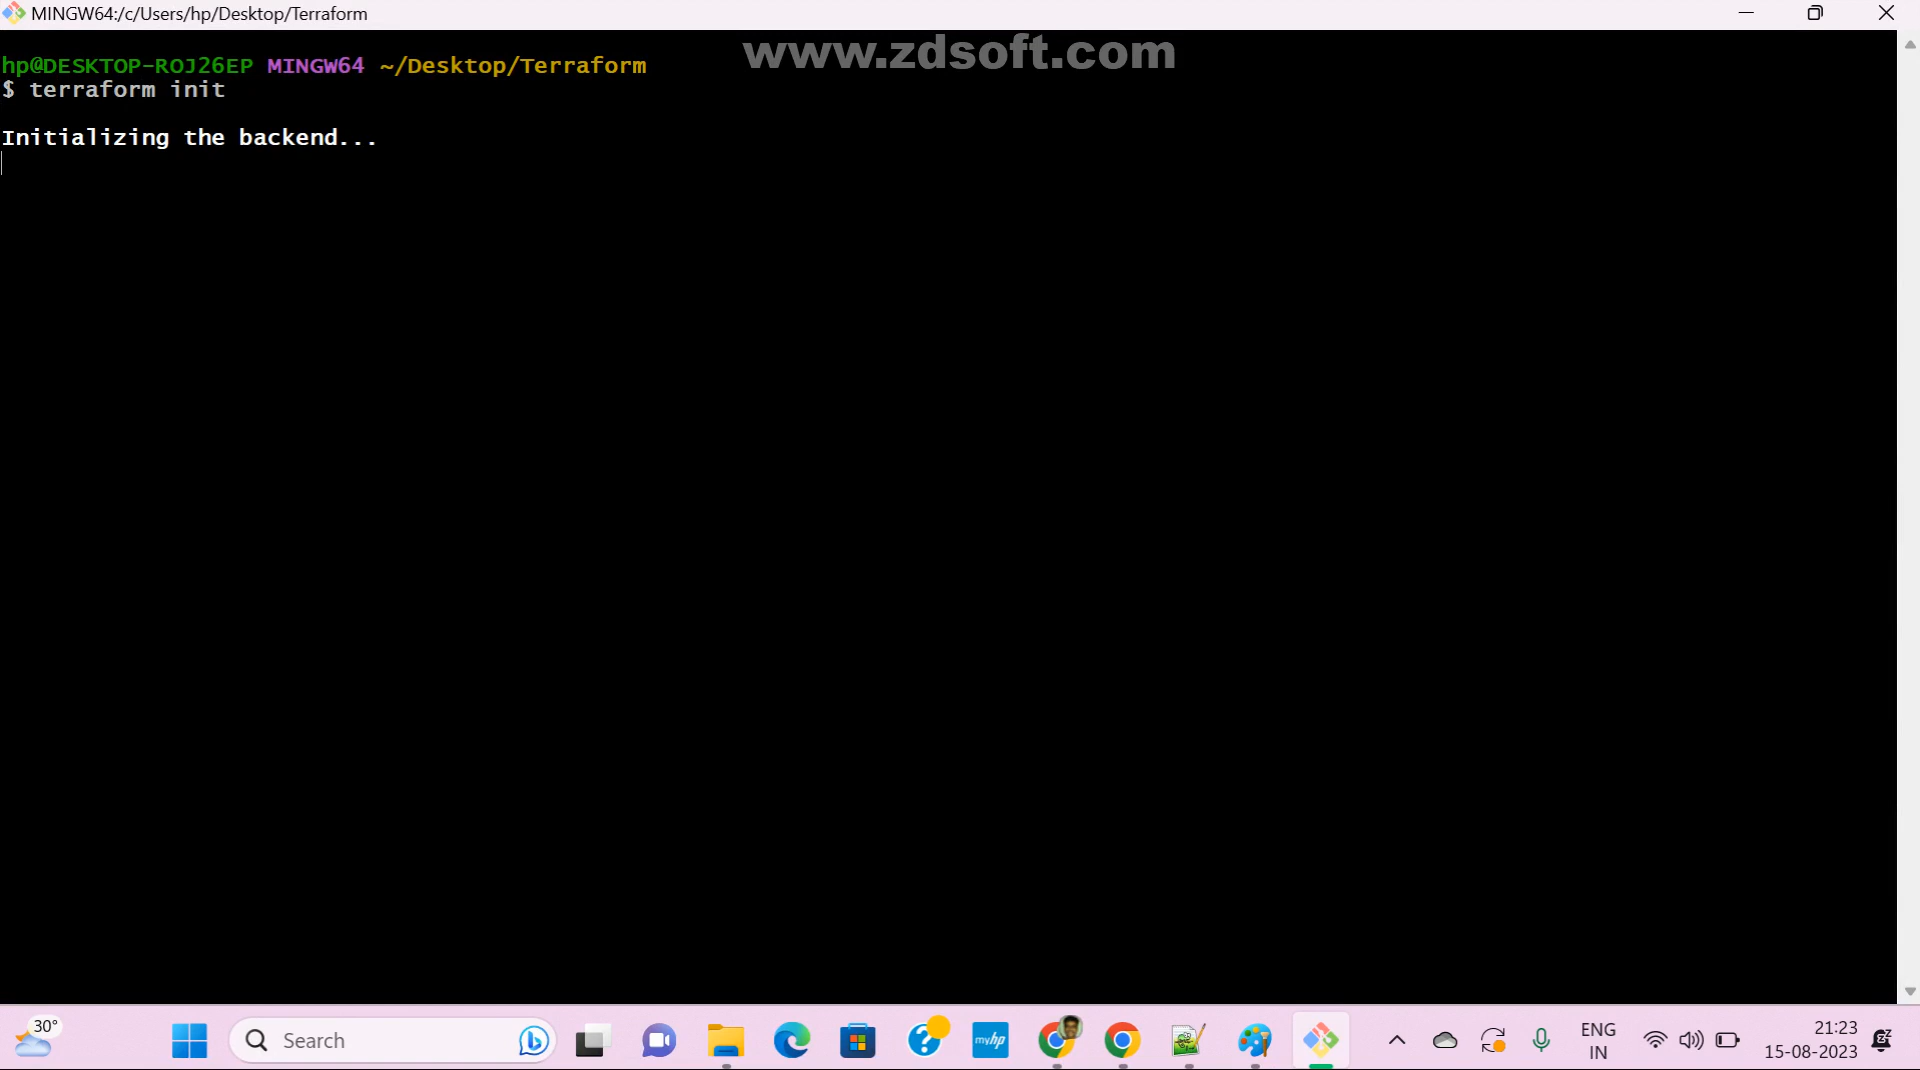 MINGW64:/c/Users/hp/Desktop/Terraform
www.zdsoft.com
hp@DESKTOP-ROJ26EP MINGW64 ~/Desktop/Terraform
$ terraform init
Initializing the backend...
30°
Search
myhp
ENG
IN
21:23
15-08-2023